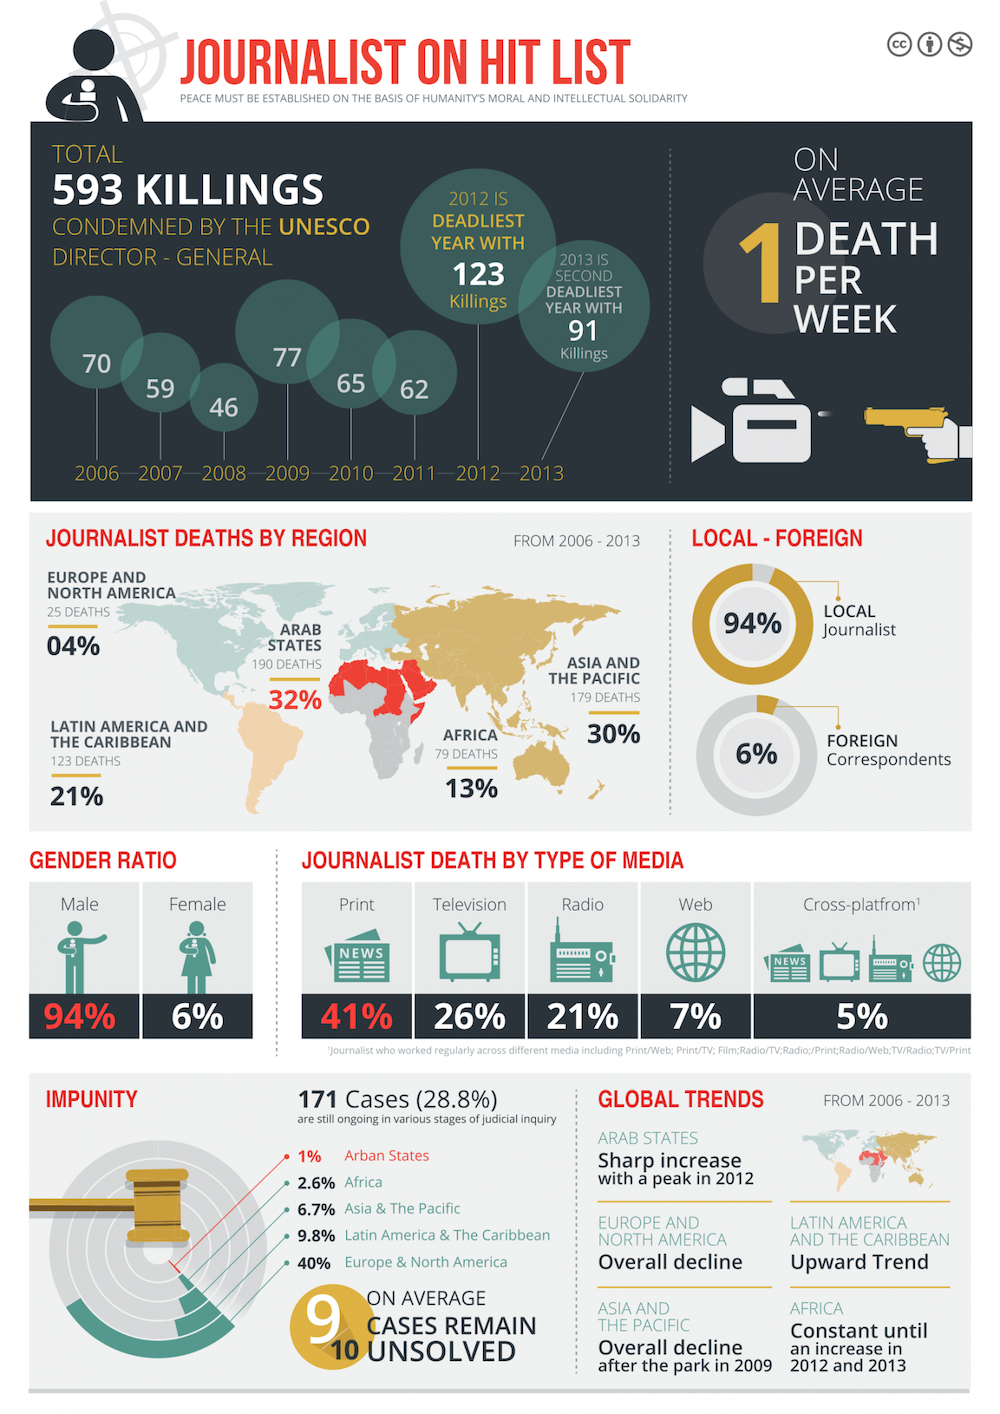 cc
JOURNALIST ON HIT LIST
PEACE MUST BE ESTABLISHED ON THE BASIS OF HUMANITY'S MORAL AND INTELLECTUAL SOLIDARITY
TOTAL
593 KILLINGS
CONDEMNED BY THE UNESCO
DIRECTOR - GENERAL
2012 IS
DEADLIEST
YEAR WITH
123
Killings
2013 IS
SECOND
DEADLIEST
YEAR WITH
91
Killings
70
59
46
77
65
62
2006
2007
2008
2009
2010
2011
2012
2013
ON
AVERAGE
1 DEATH
PER
WEEK
JOURNALIST DEATHS BY REGION
FROM 2006 - 2013
EUROPE AND
NORTH AMERICA
25 DEATHS
04%
ARAB
STATES
190 DEATHS
32%
ASIA AND
THE PACIFIC
179 DEATHS
30%
LATIN AMERICA AND
THE CARIBBEAN
123 DEATHS
21%
AFRICA
79 DEATHS
13%
LOCAL - FOREIGN
94%
LOCAL
Journalist
6%
FOREIGN
Correspondents
GENDER RATIO
Male
Female
94%
6%
JOURNALIST DEATH BY TYPE OF MEDIA
Print
Television
Radio
Web
Cross-platfrom¹
NEWS
NEWS
41%
26%
21%
7%
5%
¹Journalist who worked regularly across different media including Print/Web; Print/TV; Film;Radio/TV;Radio;/Print;Radio/Web;TV/Radio;TV/Print
IMPUNITY
171 Cases (28.8%)
are still ongoing in various stages of judicial inquiry
1% Arban States
2.6% Africa
6.7% Asia & The Pacific
9.8% Latin America & The Caribbean
40% Europe & North America
9
10
ON AVERAGE
CASES REMAIN
UNSOLVED
GLOBAL TRENDS
FROM 2006 - 2013
ARAB STATES
Sharp increase
with a peak in 2012
EUROPE AND
NORTH AMERICA
Overall decline
LATIN AMERICA
AND THE CARIBBEAN
Upward Trend
ASIA AND
THE PACIFIC
Overall decline
after the park in 2009
AFRICA
Constant until
an increase in
2012 and 2013